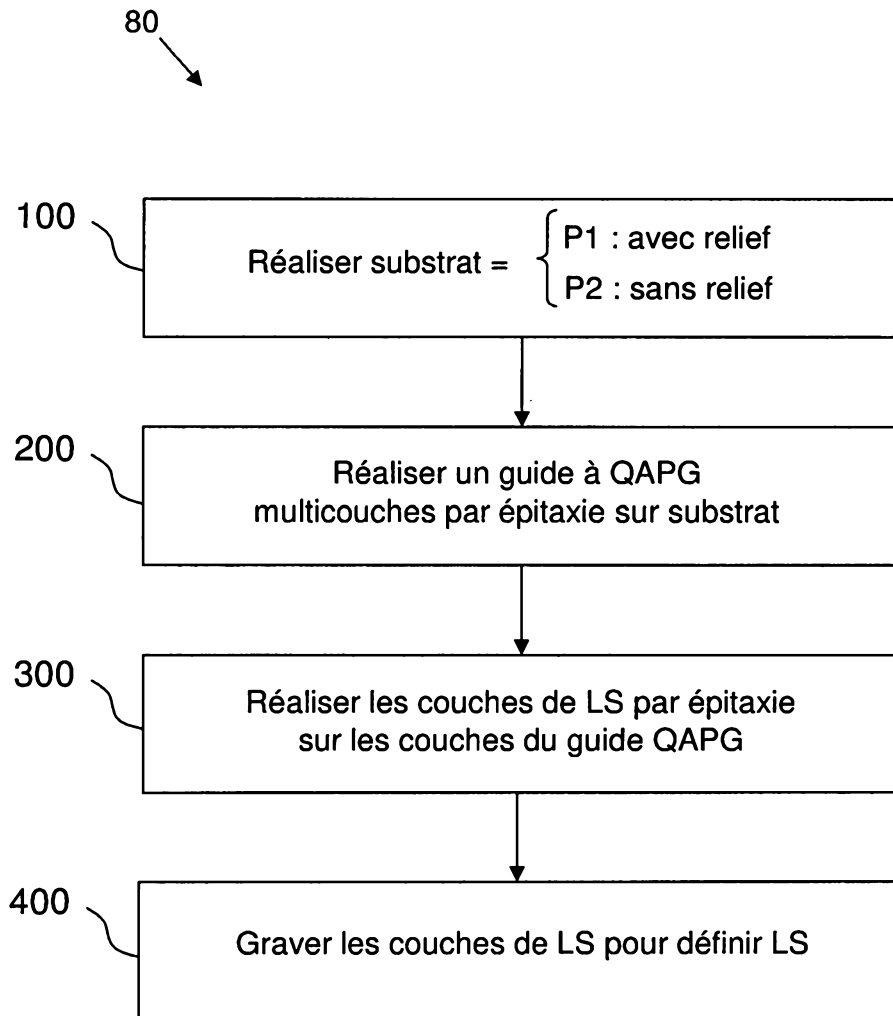 80
100
Réaliser substrat =
P1 : avec relief
P2 : sans relief
200
Réaliser un guide à QAPG
multicouches par épitaxie sur substrat
300
Réaliser les couches de LS par épitaxie
sur les couches du guide QAPG
400
Graver les couches de LS pour définir LS